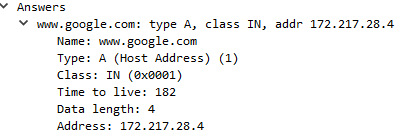 Answers
www.google.com: type A, class IN, addr 172.217.28.4
Name: www.google.com
Type: A (Host Address) (1)
Class: IN (0x0001)
Time to live: 182
Data length: 4
Address: 172.217.28.4